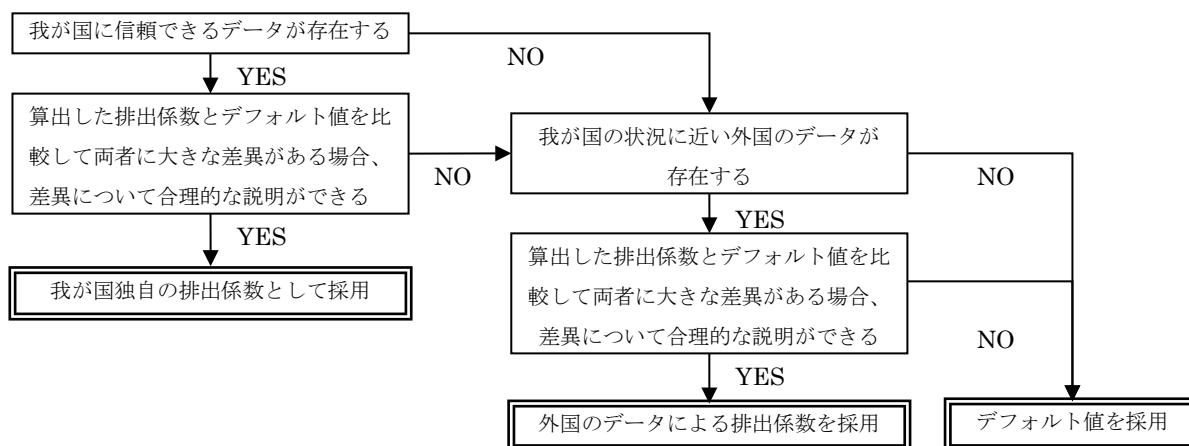 我が国に信頼できるデータが存在する
NO
YES
算出した排出係数とデフォルト値を比
較して両者に大きな差異がある場合、
差異について合理的な説明ができる
NO
我が国の状況に近い外国のデータが
存在する
NO
YES
YES
我が国独自の排出係数として採用
算出した排出係数とデフォルト値を比
較して両者に大きな差異がある場合、
差異について合理的な説明ができる
NO
YES
外国のデータによる排出係数を採用
デフォルト値を採用